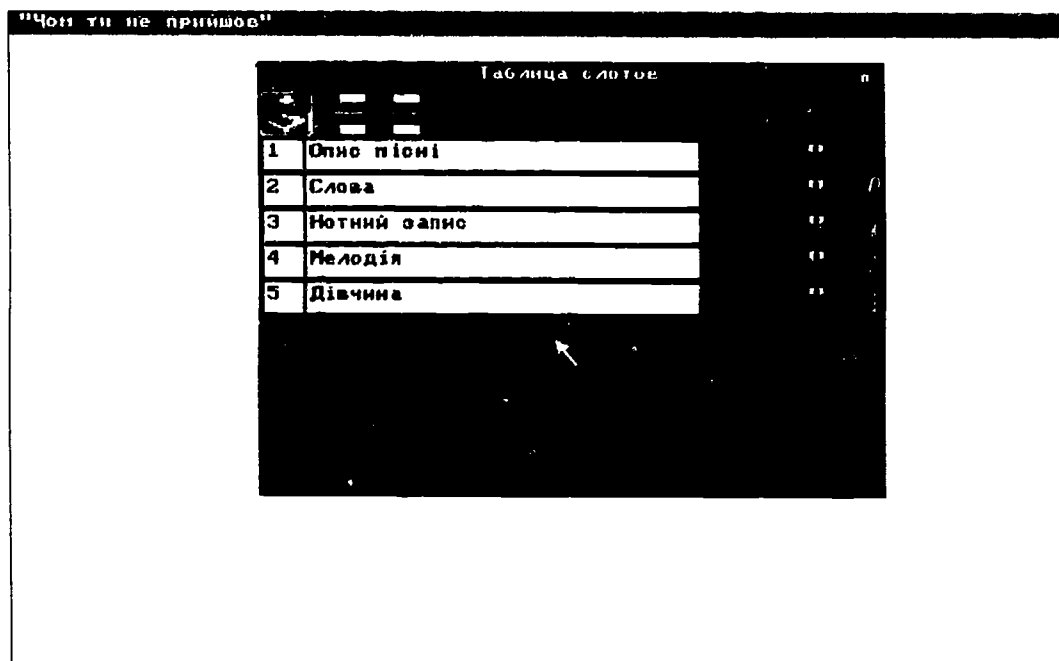 "Чом ти не прийшов"
Таблица слотов
1 Опис пісні
2 Слова
3 Нотний запис
4 Мелодія
5 Дівчина